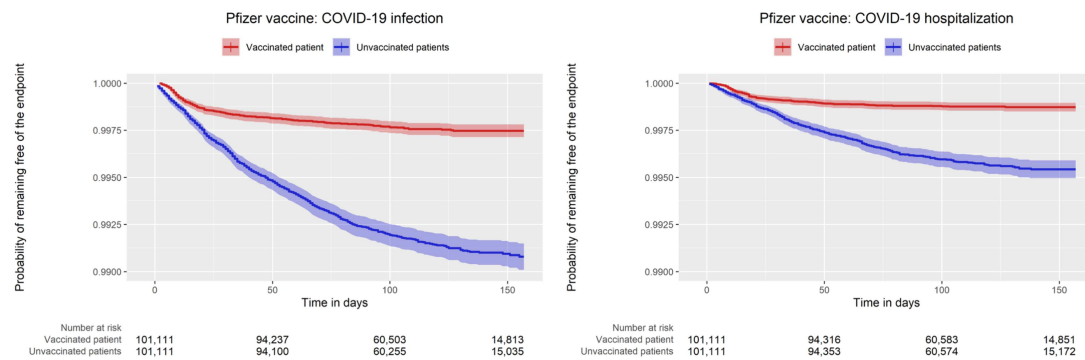 Pfizer vaccine: COVID-19 infection
Vaccinated patient Unvaccinated patients
Probability of remaining free of the endpoint
1.0000
0.9975
0.9950
0.9925
0.9900
0 50 100 150
Time in days
Number at risk
Vaccinated patient 101,111 94,237 60,503 14,813
Unvaccinated patients 101,111 94,100 60,255 15,035
Pfizer vaccine: COVID-19 hospitalization
Vaccinated patient Unvaccinated patients
Probability of remaining free of the endpoint
1.0000
0.9975
0.9950
0.9925
0.9900
0 50 100 150
Time in days
Number at risk
Vaccinated patient 101,111 94,316 60,583 14,851
Unvaccinated patients 101,111 94,353 60,574 15,172